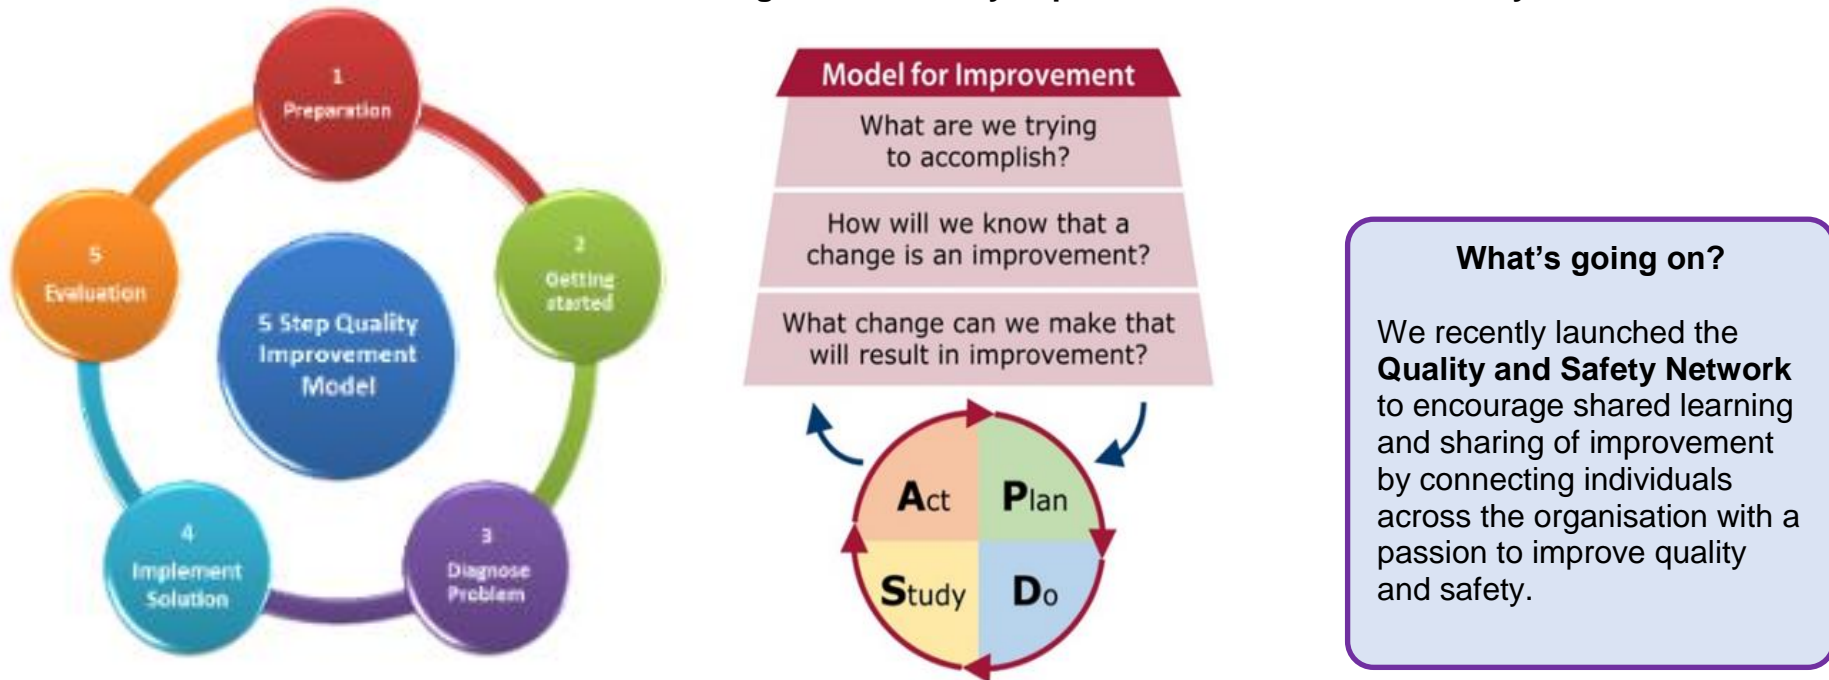 1
Preparation
2
Getting
started
3
Diagnose
Problem
4
Implement
Solution
5
Evaluation
5 Step Quality
Improvement
Model
Model for Improvement
What are we trying
to accomplish?
How will we know that a
change is an improvement?
What change can we make that
will result in improvement?
Act
Plan
Study
Do
What’s going on?
We recently launched the
Quality and Safety Network
to encourage shared learning
and sharing of improvement
by connecting individuals
across the organisation with a
passion to improve quality
and safety.